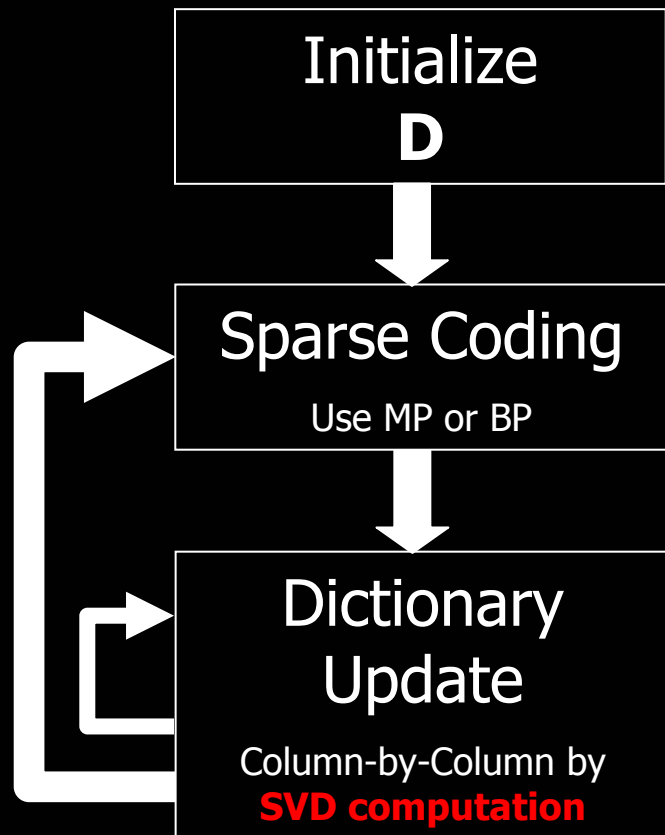 Initialize
D
Sparse Coding
Use MP or BP
Dictionary
Update
Column-by-Column by
SVD computation